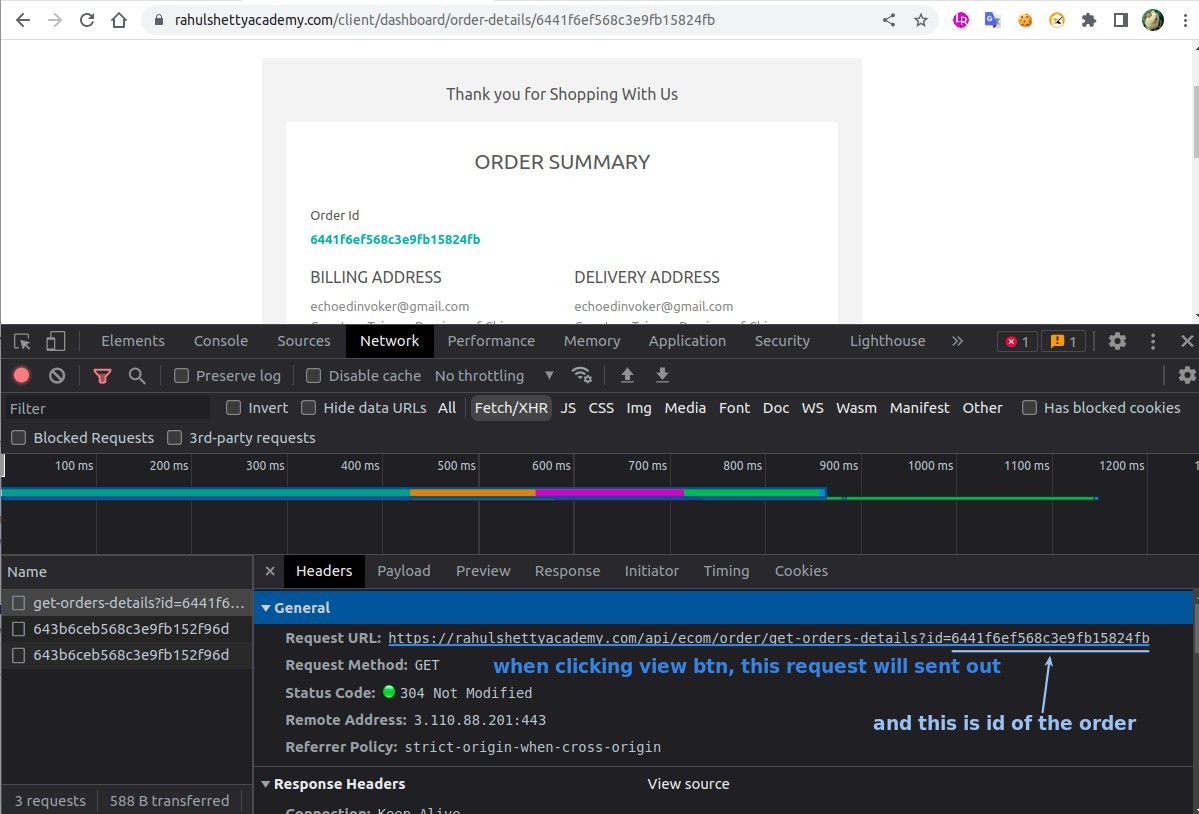 rahulshettyacademy.com/client/dashboard/order-details/6441f6ef568c3e9fb15824fb
Thank you for Shopping With Us
ORDER SUMMARY
Order Id
6441f6ef568c3e9fb15824fb
BILLING ADDRESS DELIVERY ADDRESS
echoedinvoker@gmail.com echoedinvoker@gmail.com
Elements Console Sources Network Performance Memory Application Security Lighthouse » 1 1
Preserve log Disable cache No throttling
Filter Invert Hide data URLs All Fetch/XHR JS CSS Img Media Font Doc WS Wasm Manifest Other Has blocked cookies
Blocked Requests 3rd-party requests
100 ms 200 ms 300 ms 400 ms 500 ms 600 ms 700 ms 800 ms 900 ms 1000 ms 1100 ms 1200 ms
Name Headers Payload Preview Response Initiator Timing Cookies
get-orders-details?id=6441f6...
643b6ceb568c3e9fb152f96d
643b6ceb568c3e9fb152f96d
General
Request URL: https://rahulshettyacademy.com/api/ecom/order/get-orders-details?id=6441f6ef568c3e9fb15824fb
Request Method: GET
when clicking view btn, this request will sent out
Status Code: 304 Not Modified
Remote Address: 3.110.88.201:443
and this is id of the order
Referrer Policy: strict-origin-when-cross-origin
Response Headers View source
Connection: Keep-Alive
3 requests 588 B transferred